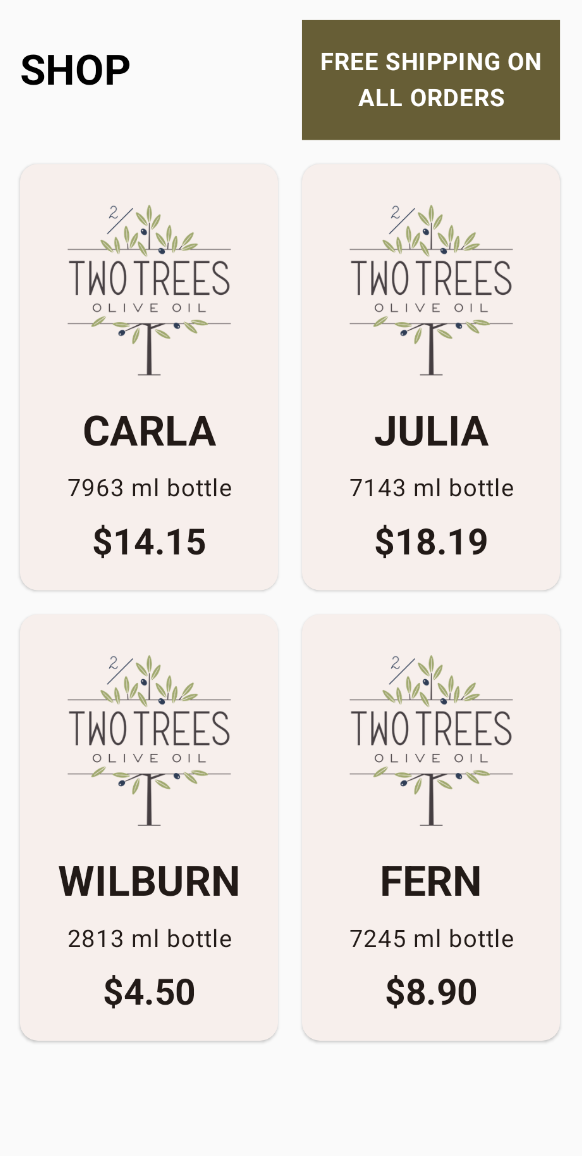 SHOP
FREE SHIPPING ON
ALL ORDERS
2/
TWO TREES
OLIVE OIL
CARLA
7963 ml bottle
$14.15
2/
TWO TREES
OLIVE OIL
JULIA
7143 ml bottle
$18.19
2/
TWO TREES
OLIVE OIL
WILBURN
2813 ml bottle
$4.50
2/
TWO TREES
OLIVE OIL
FERN
7245 ml bottle
$8.90